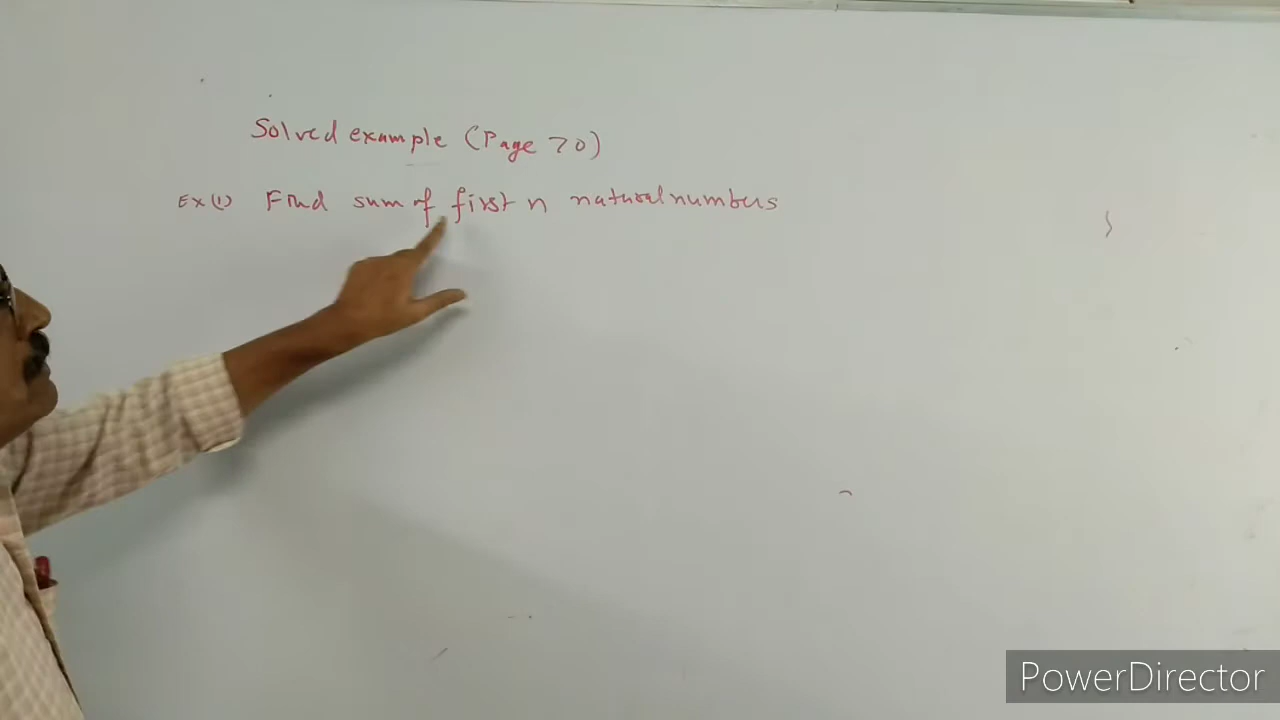 Solved example (Page 70)
Ex (1) Find sum of first n natural numbers
PowerDirector